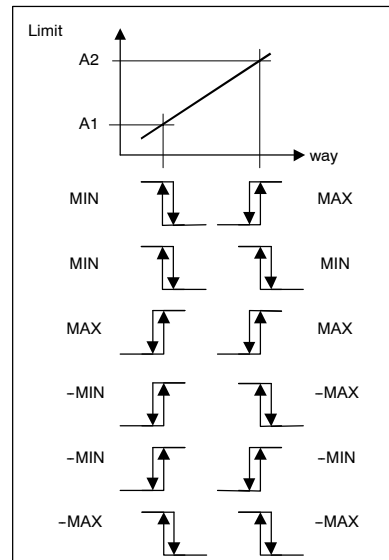 Limit
A2
A1
way
MIN MAX
MIN MIN
MAX MAX
–MIN –MAX
–MIN –MIN
–MAX –MAX